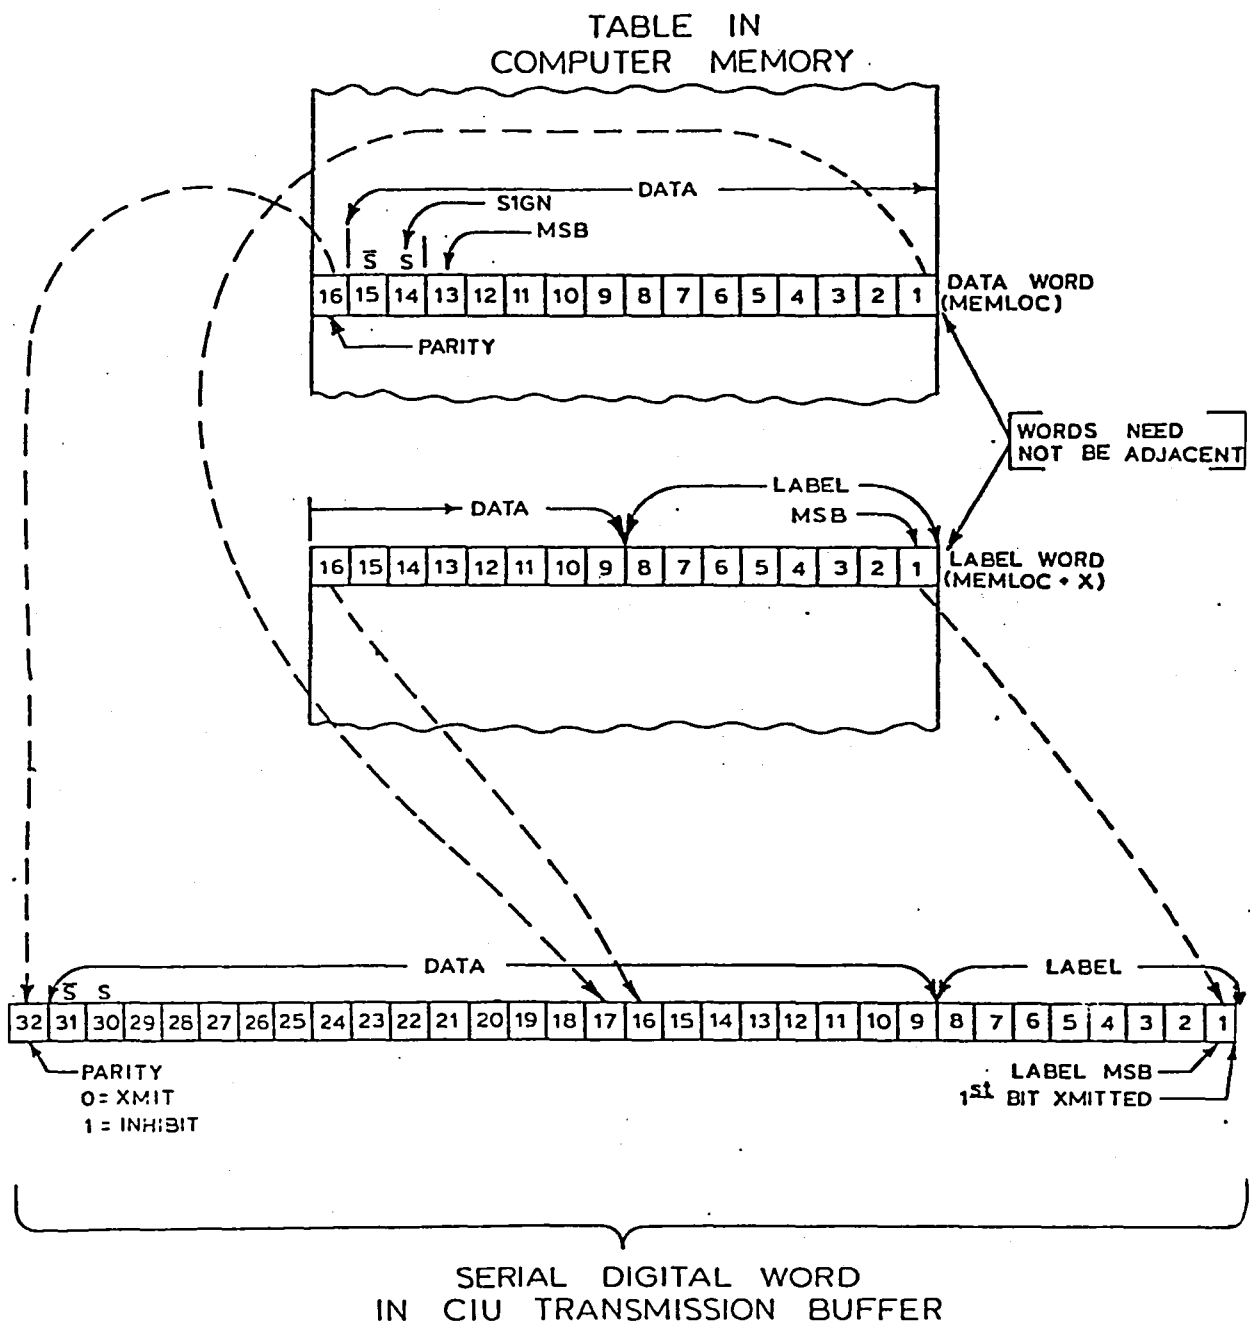 TABLE IN
COMPUTER MEMORY
DATA
SIGN
MSB
S̅ S
16 15 14 13 12 11 10 9 8 7 6 5 4 3 2 1
DATA WORD
(MEMLOC)
PARITY
WORDS NEED
NOT BE ADJACENT
LABEL
DATA
MSB
16 15 14 13 12 11 10 9 8 7 6 5 4 3 2 1
LABEL WORD
(MEMLOC + X)
DATA
LABEL
S̅ S
32 31 30 29 28 27 26 25 24 23 22 21 20 19 18 17 16 15 14 13 12 11 10 9 8 7 6 5 4 3 2 1
PARITY
0 = XMIT
1 = INHIBIT
LABEL MSB
1st BIT XMITTED
SERIAL DIGITAL WORD
IN CIU TRANSMISSION BUFFER